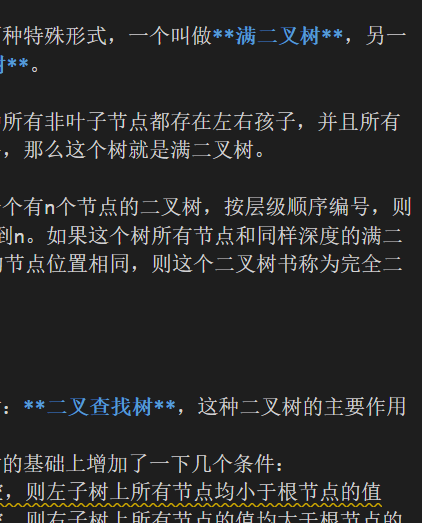 种特殊形式，一个叫做**满二叉树**，另一
树**。
所有非叶子节点都存在左右孩子，并且所有
，那么这个树就是满二叉树。
个有n个节点的二叉树，按层级顺序编号，则
到n。如果这个树所有节点和同样深度的满二
节点位置相同，则这个二叉树书称为完全二
：**二叉查找树**，这种二叉树的主要作用
的基础上增加了一下几个条件：
，则左子树上所有节点均小于根节点的值
，则右子树上所有节点的值均大于根节点的